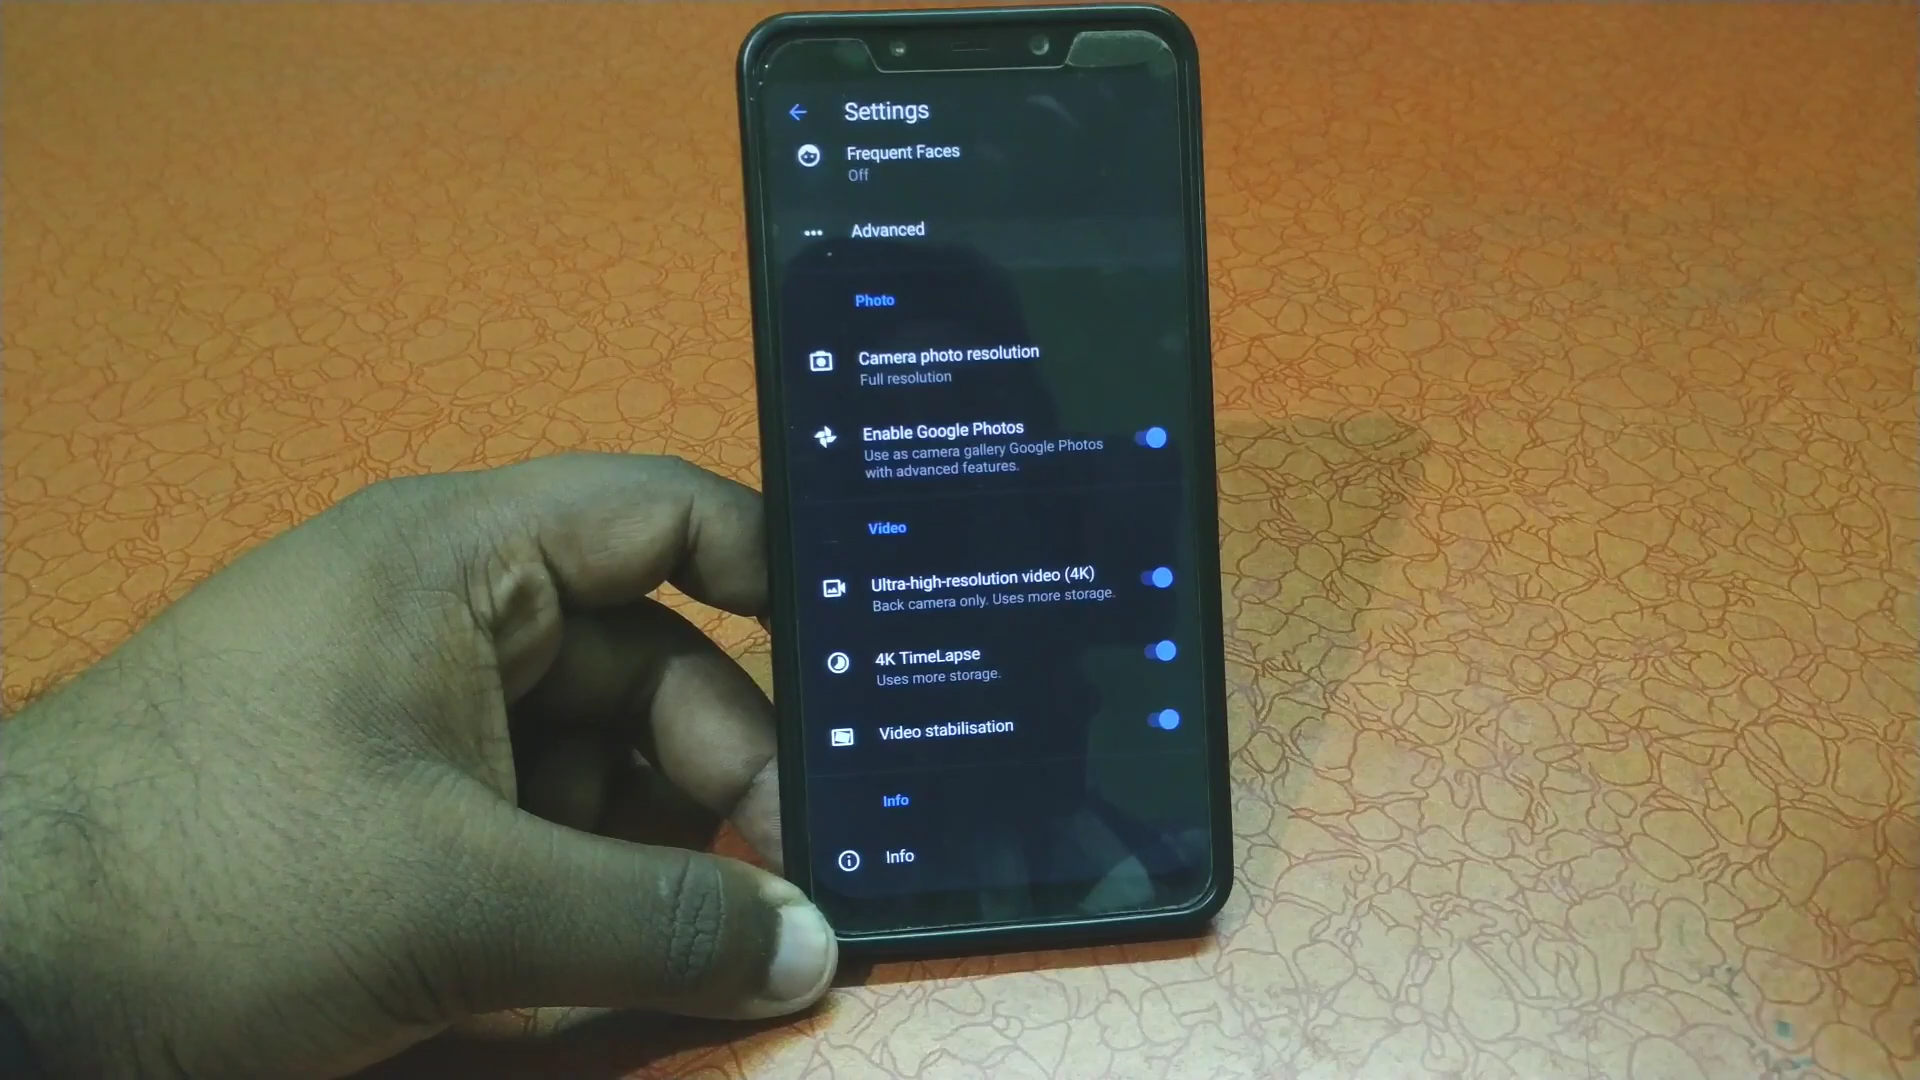 Settings
Frequent Faces
Off
Advanced
Photo
Camera photo resolution
Full resolution
Enable Google Photos
Use as camera gallery Google Photos
with advanced features.
Video
Ultra-high-resolution video (4K)
Back camera only. Uses more storage.
4K TimeLapse
Uses more storage.
Video stabilisation
Info
Info